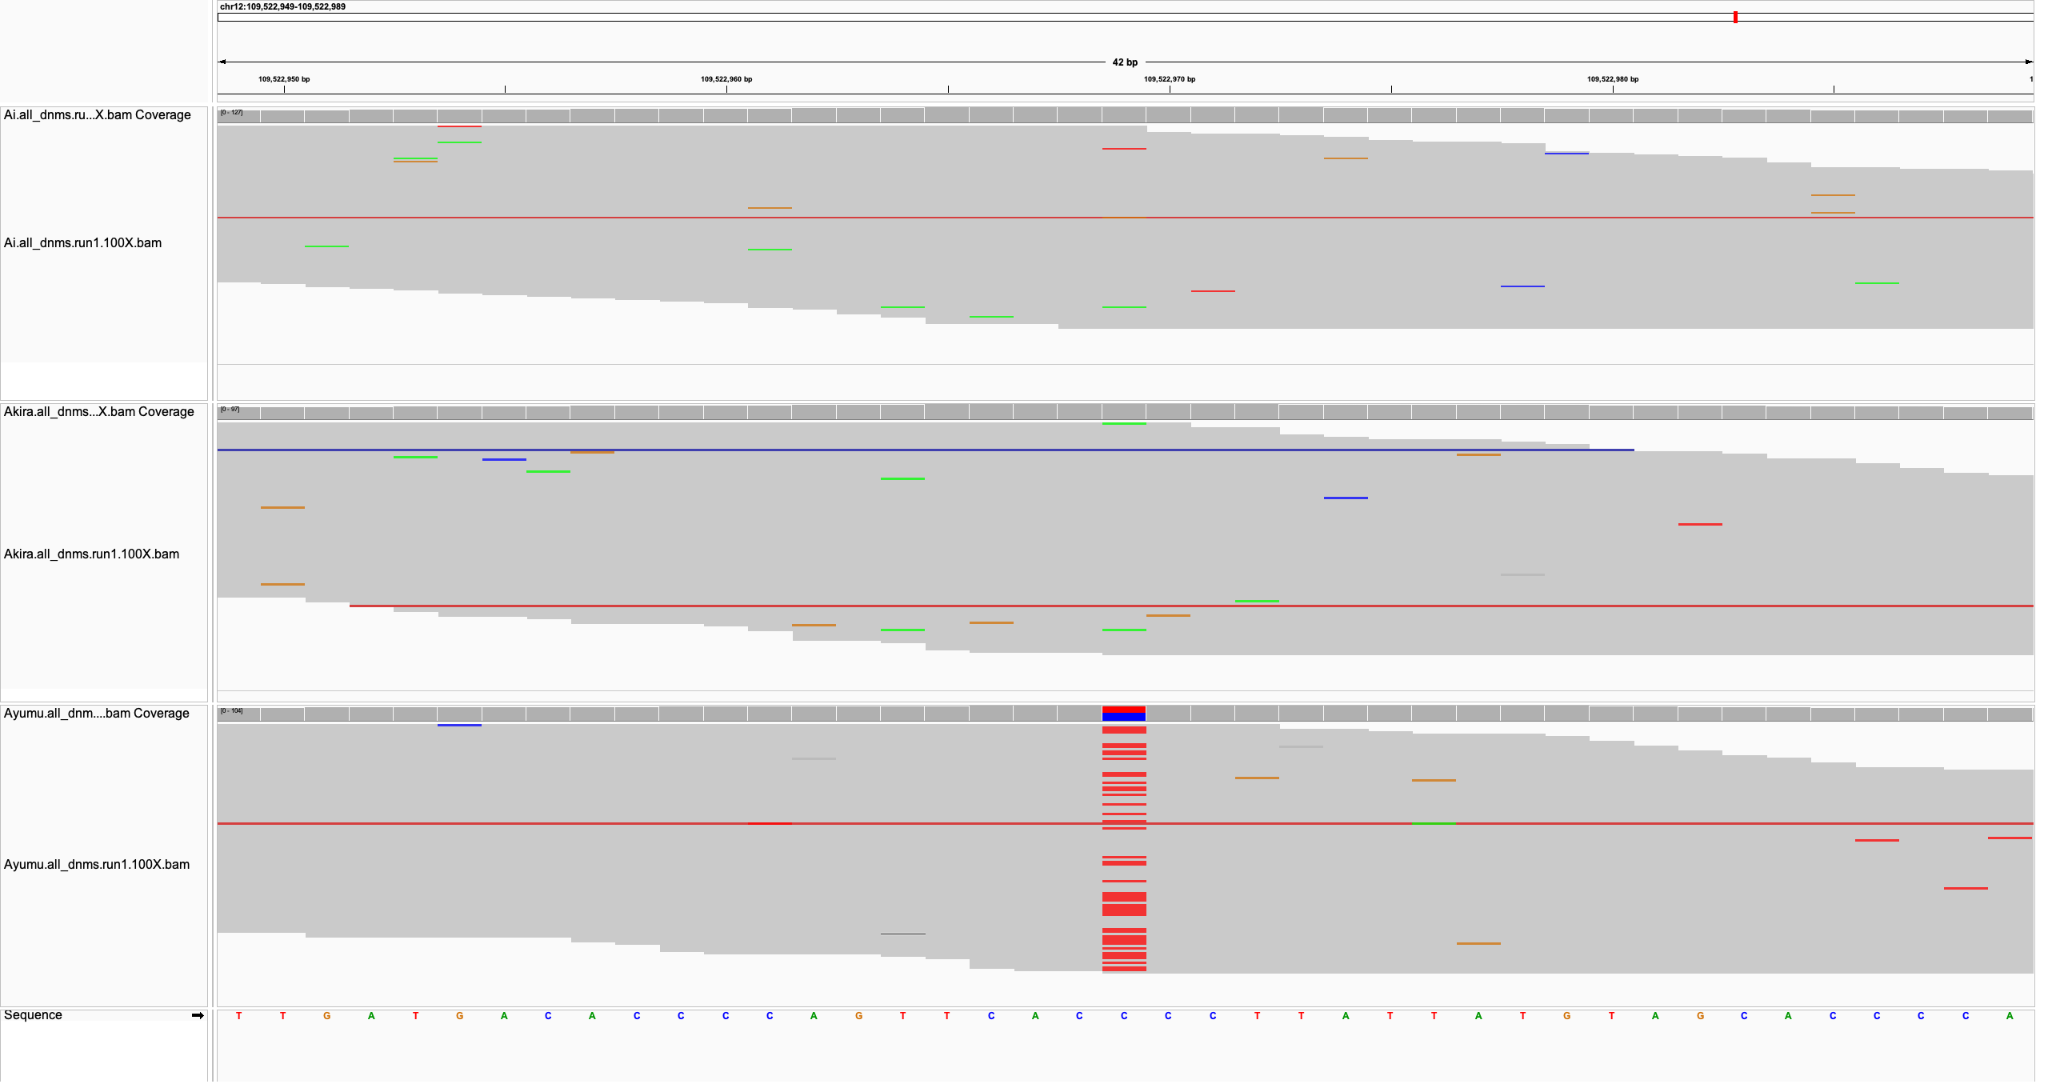 chr12:109,522,949-109,522,989
42 bp
109,522,950 bp 109,522,960 bp 109,522,970 bp 109,522,980 bp 1
Ai.all_dnms.ru...X.bam Coverage
[0 - 127]
Ai.all_dnms.run1.100X.bam
Akira.all_dnms...X.bam Coverage
[0 - 97]
Akira.all_dnms.run1.100X.bam
Ayumu.all_dnm....bam Coverage
[0 - 104]
Ayumu.all_dnms.run1.100X.bam
Sequence T T G A T G A C A C C C C A G T T C A C C C C T T A T T A T G T A G C A C C C C A